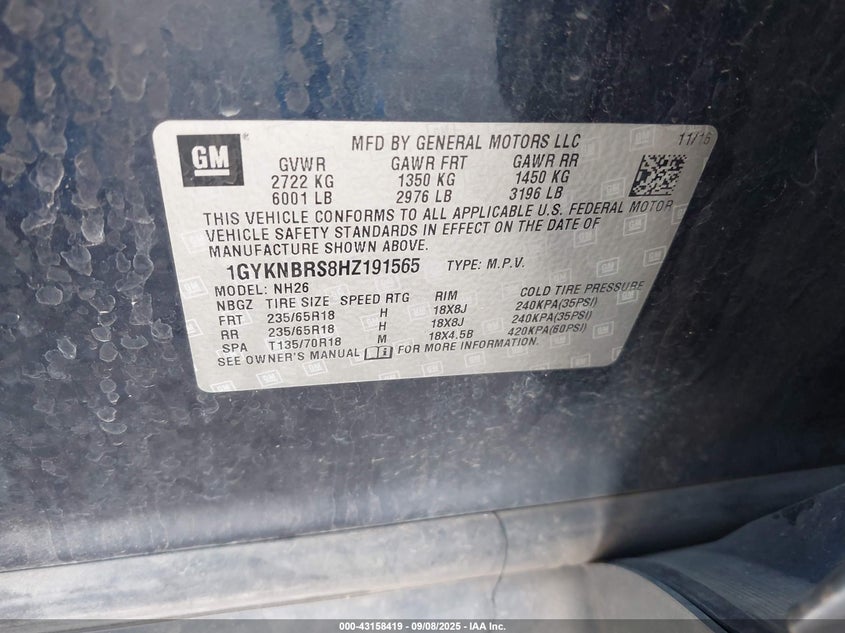 GM
MFD BY GENERAL MOTORS LLC 11/16
GVWR GAWR FRT GAWR RR
2722 KG 1350 KG 1450 KG
6001 LB 2976 LB 3196 LB
THIS VEHICLE CONFORMS TO ALL APPLICABLE U.S. FEDERAL MOTOR
VEHICLE SAFETY STANDARDS IN EFFECT ON THE DATE OF
MANUFACTURE SHOWN ABOVE.
1GYKNBRS8HZ191565 TYPE: M.P.V.
MODEL: NH26
NBGZ TIRE SIZE SPEED RTG RIM COLD TIRE PRESSURE
FRT 235/65R18 H 18X8J 240KPA(35PSI)
RR 235/65R18 H 18X8J 240KPA(35PSI)
SPA T135/70R18 M 18X4.5B 420KPA(60PSI)
SEE OWNER'S MANUAL FOR MORE INFORMATION.
000-43158419 - 09/08/2025 - IAA Inc.